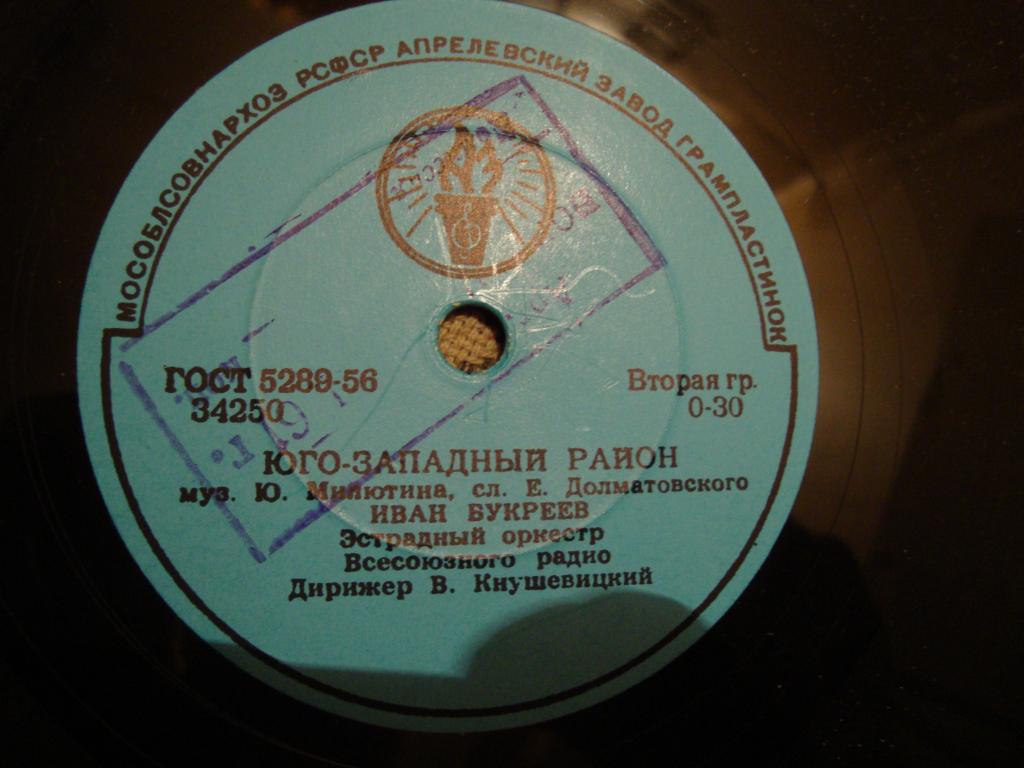 МОСОБЛСОВНАРХОЗ РСФСР АПРЕЛЕВСКИЙ ЗАВОД ГРАМПЛАСТИНОК
ГОСТ 5289-56
34250
Вторая гр.
0-30
ЮГО-ЗАПАДНЫЙ РАЙОН
муз. Ю. Милютина, сл. Е. Долматовского
ИВАН БУКРЕЕВ
Эстрадный оркестр
Всесоюзного радио
Дирижер В. Кнушевицкий